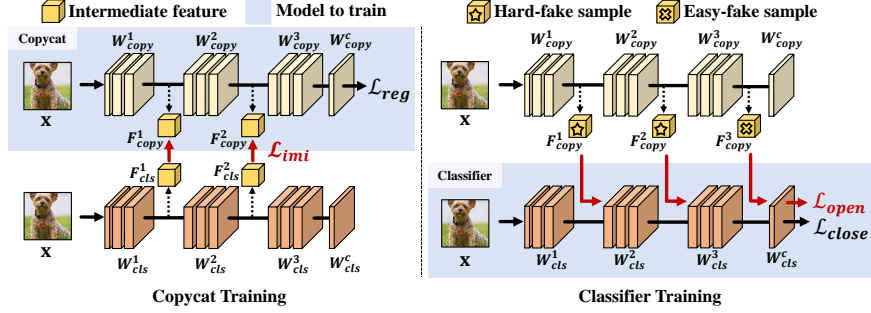 Intermediate feature
Model to train
Hard-fake sample
Easy-fake sample
Copycat
W^1_copy W^2_copy W^3_copy W^c_copy
x
L_reg
F^1_copy F^2_copy
L_imi
F^1_cls F^2_cls
x
W^1_cls W^2_cls W^3_cls W^c_cls
Copycat Training
W^1_copy W^2_copy W^3_copy W^c_copy
x
F^1_copy F^2_copy F^3_copy
Classifier
L_open
L_close
x
W^1_cls W^2_cls W^3_cls W^c_cls
Classifier Training